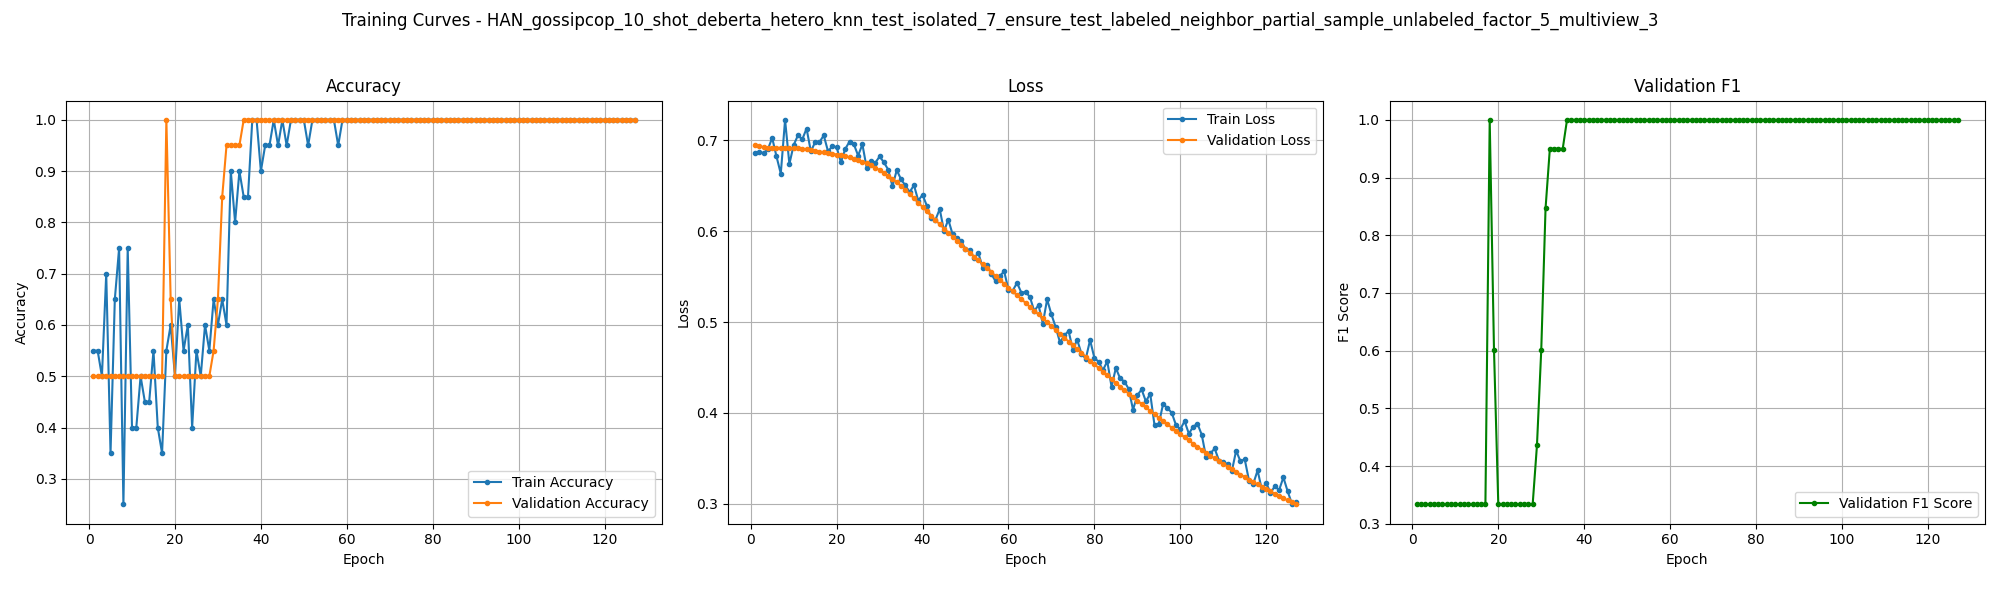 Training Curves - HAN_gossipcop_10_shot_deberta_hetero_knn_test_isolated_7_ensure_test_labeled_neighbor_partial_sample_unlabeled_factor_5_multiview_3
Accuracy
1.0
0.9
0.8
0.7
0.6
0.5
0.4
0.3
Accuracy
Train Accuracy
Validation Accuracy
0 20 40 60 80 100 120
Epoch
Loss
0.7
0.6
0.5
0.4
0.3
Loss
Train Loss
Validation Loss
0 20 40 60 80 100 120
Epoch
Validation F1
1.0
0.9
0.8
0.7
0.6
0.5
0.4
0.3
F1 Score
Validation F1 Score
0 20 40 60 80 100 120
Epoch